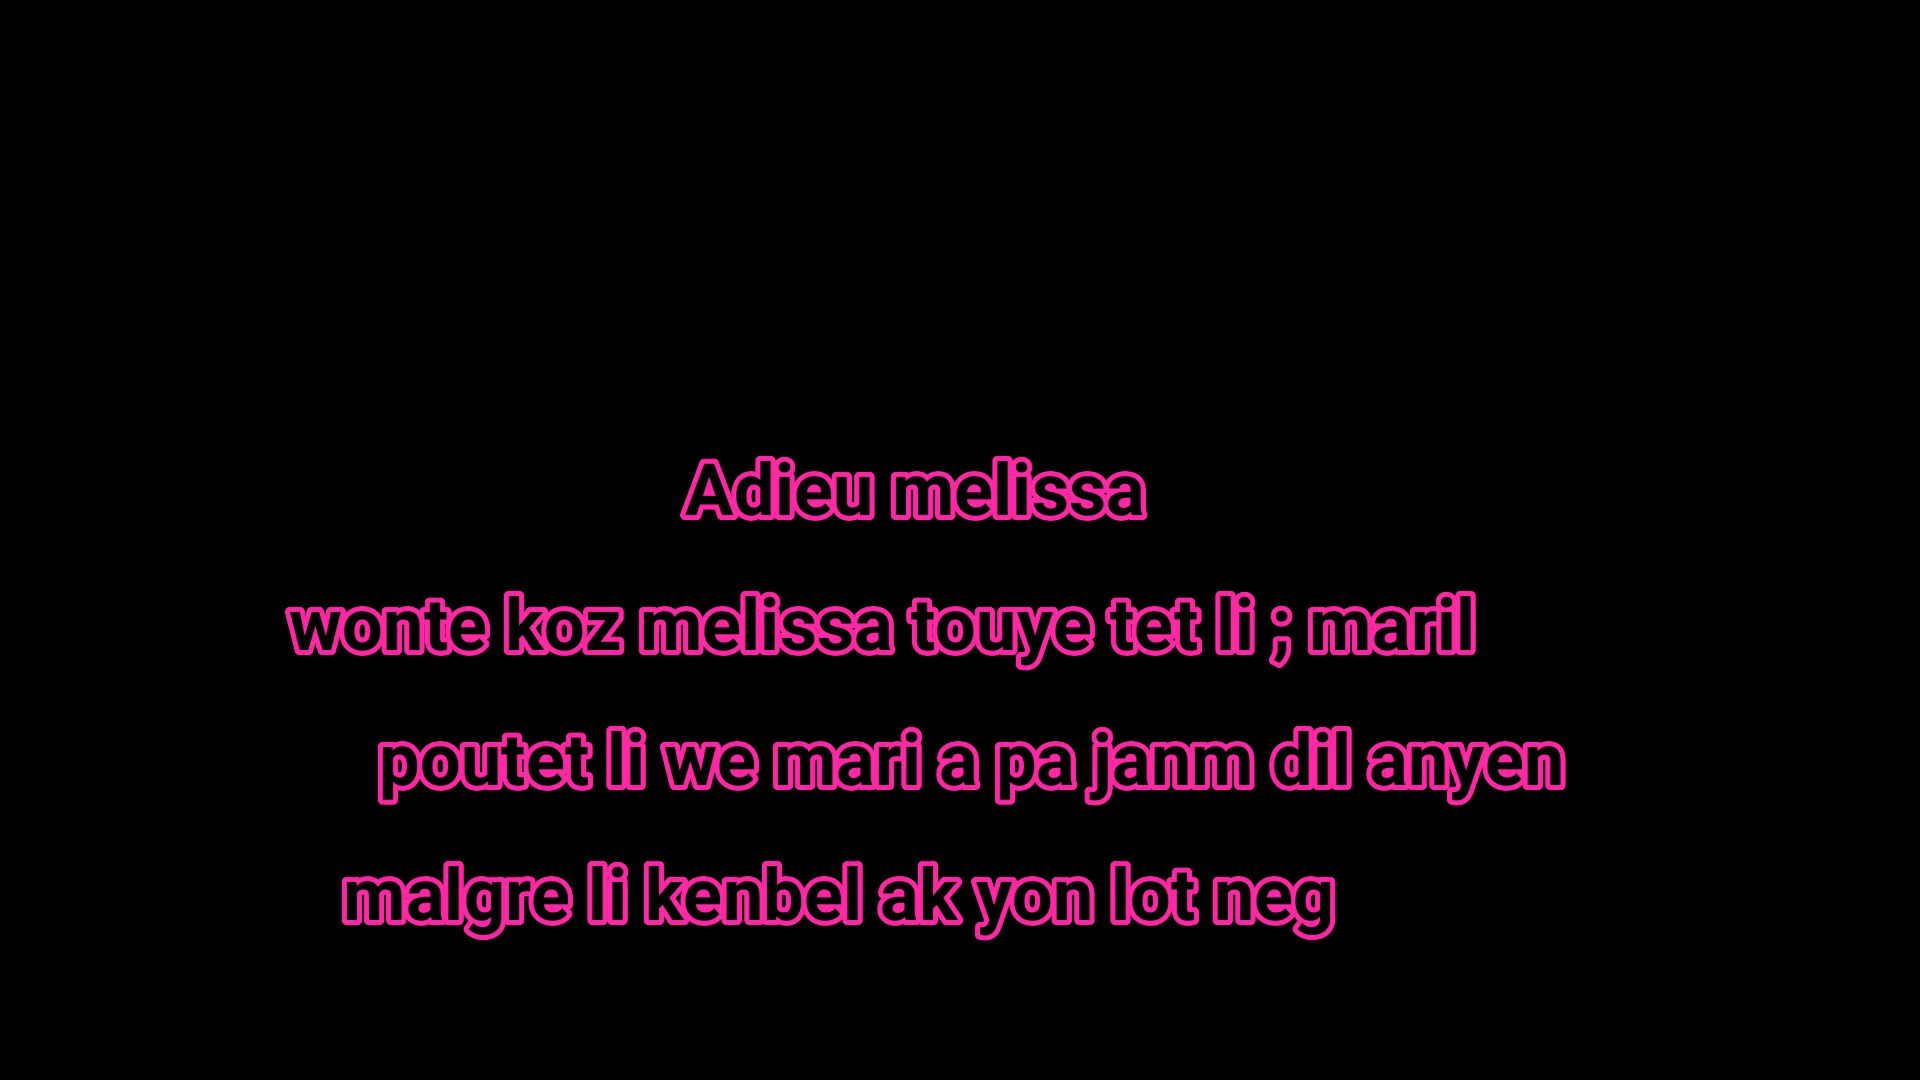 Adieu melissa
wonte koz melissa touye tet li ; maril
poutet li we mari a pa janm dil anyen
malgre li kenbel ak yon lot neg